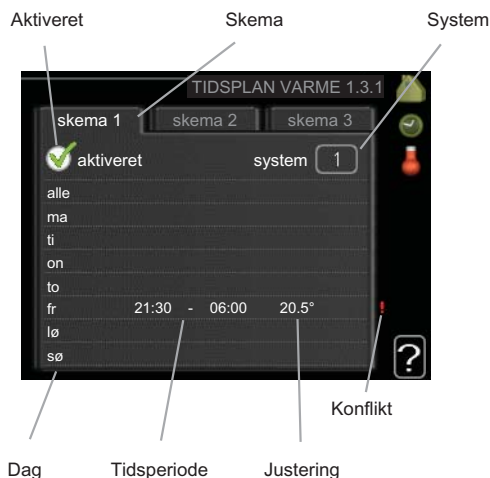 Aktiveret Skema System
TIDSPLAN VARME 1.3.1
skema 1 skema 2 skema 3
aktiveret system 1
alle
ma
ti
on
to
fr 21:30 - 06:00 20.5° !
lø
sø
?
Konflikt
Dag Tidsperiode Justering